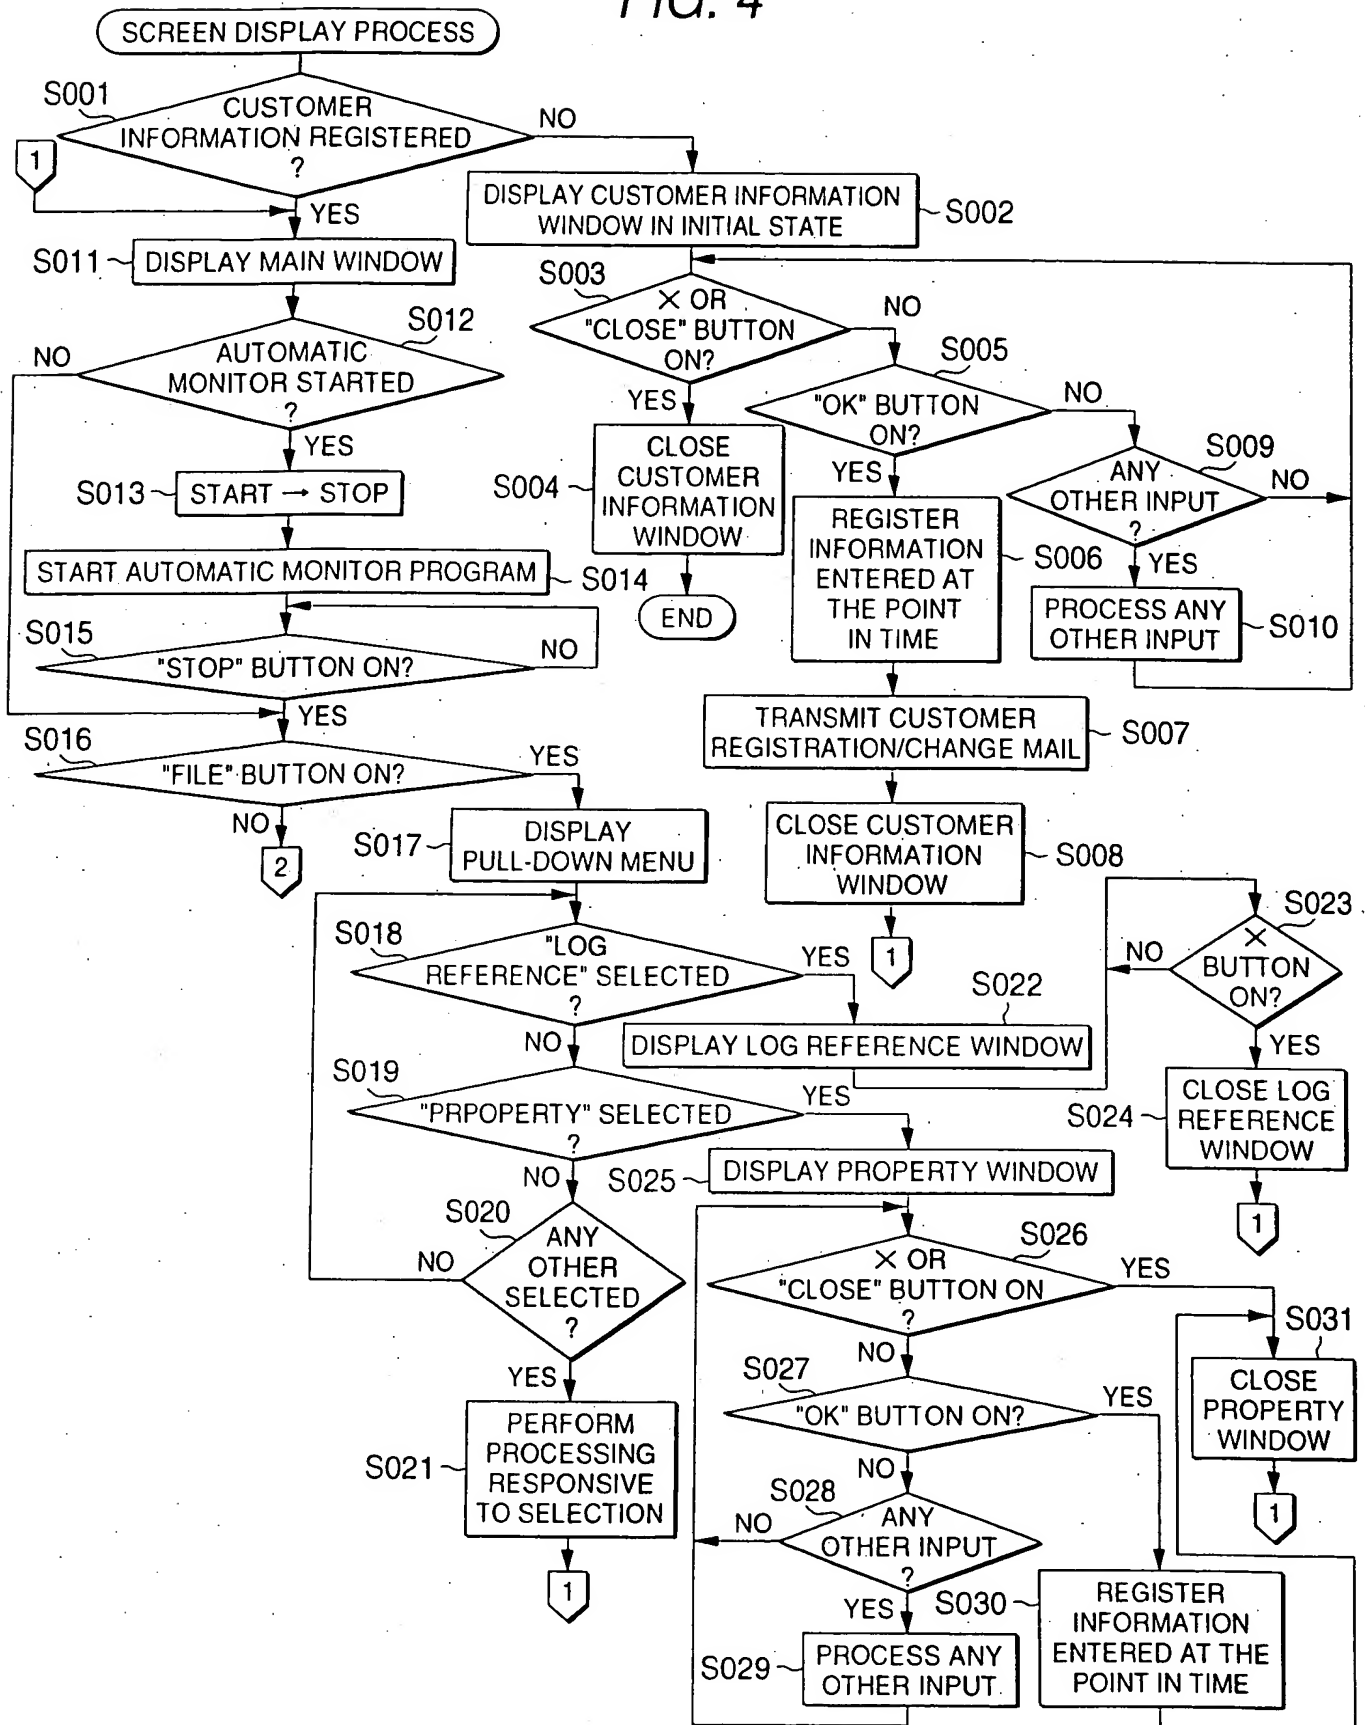 FIG. 4
SCREEN DISPLAY PROCESS
S001
CUSTOMER
INFORMATION REGISTERED
?
NO
1
YES
DISPLAY CUSTOMER INFORMATION
WINDOW IN INITIAL STATE
S002
S011
DISPLAY MAIN WINDOW
S003
X OR
"CLOSE" BUTTON
ON?
NO
YES
S012
AUTOMATIC
MONITOR STARTED
?
NO
YES
S005
"OK" BUTTON
ON?
NO
YES
S009
ANY
OTHER INPUT
?
NO
YES
S004
CLOSE
CUSTOMER
INFORMATION
WINDOW
END
S013
START → STOP
S006
REGISTER
INFORMATION
ENTERED AT
THE POINT
IN TIME
START AUTOMATIC MONITOR PROGRAM
S014
PROCESS ANY
OTHER INPUT
S010
S015
"STOP" BUTTON ON?
NO
YES
TRANSMIT CUSTOMER
REGISTRATION/CHANGE MAIL
S007
S016
"FILE" BUTTON ON?
YES
NO
2
S017
DISPLAY
PULL-DOWN MENU
CLOSE CUSTOMER
INFORMATION
WINDOW
S008
1
S018
"LOG
REFERENCE" SELECTED
?
YES
NO
S022
DISPLAY LOG REFERENCE WINDOW
S023
X
BUTTON
ON?
NO
YES
S024
CLOSE LOG
REFERENCE
WINDOW
1
S019
"PRPOPERTY" SELECTED
?
YES
NO
S025
DISPLAY PROPERTY WINDOW
S020
ANY
OTHER
SELECTED
?
NO
YES
S026
X OR
"CLOSE" BUTTON ON
?
YES
NO
S031
CLOSE
PROPERTY
WINDOW
1
S027
"OK" BUTTON ON?
YES
NO
S021
PERFORM
PROCESSING
RESPONSIVE
TO SELECTION
1
S028
ANY
OTHER INPUT
?
NO
YES
S030
REGISTER
INFORMATION
ENTERED AT THE
POINT IN TIME
S029
PROCESS ANY
OTHER INPUT